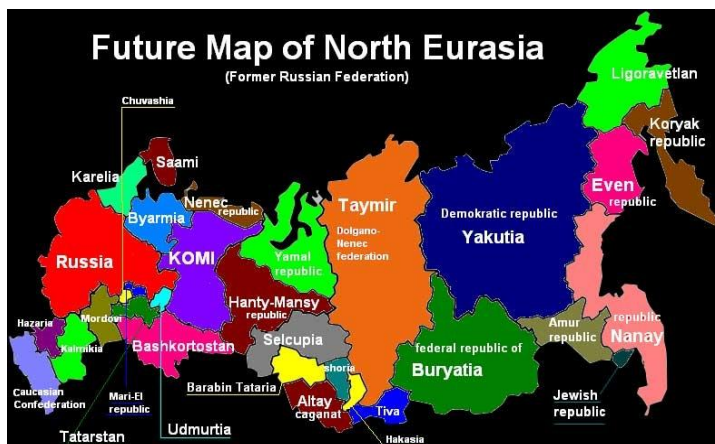 Future Map of North Eurasia
(Former Russian Federation)
Chuvashia
Ligoravetlan
Saami
Koryak
republic
Karelia
Nenec
republic
Even
republic
Byarmia
Taymir
Dolgano-
Nenec
federation
Demokratic republic
Yakutia
Russia
KOMI
Yamal
republic
Hanty-Mansy
republic
Mordovi
Hazaria
Kalmikia
Selcupia
Bashkortostan
shoria
federal republic of
Buryatia
Amur
republic
republic
Nanay
Caucasian
Confederation
Mari-El
republic
Barabin Tataria
Altay
caganat
Tiva
Jewish
republic
Tatarstan
Udmurtia
Hakasia